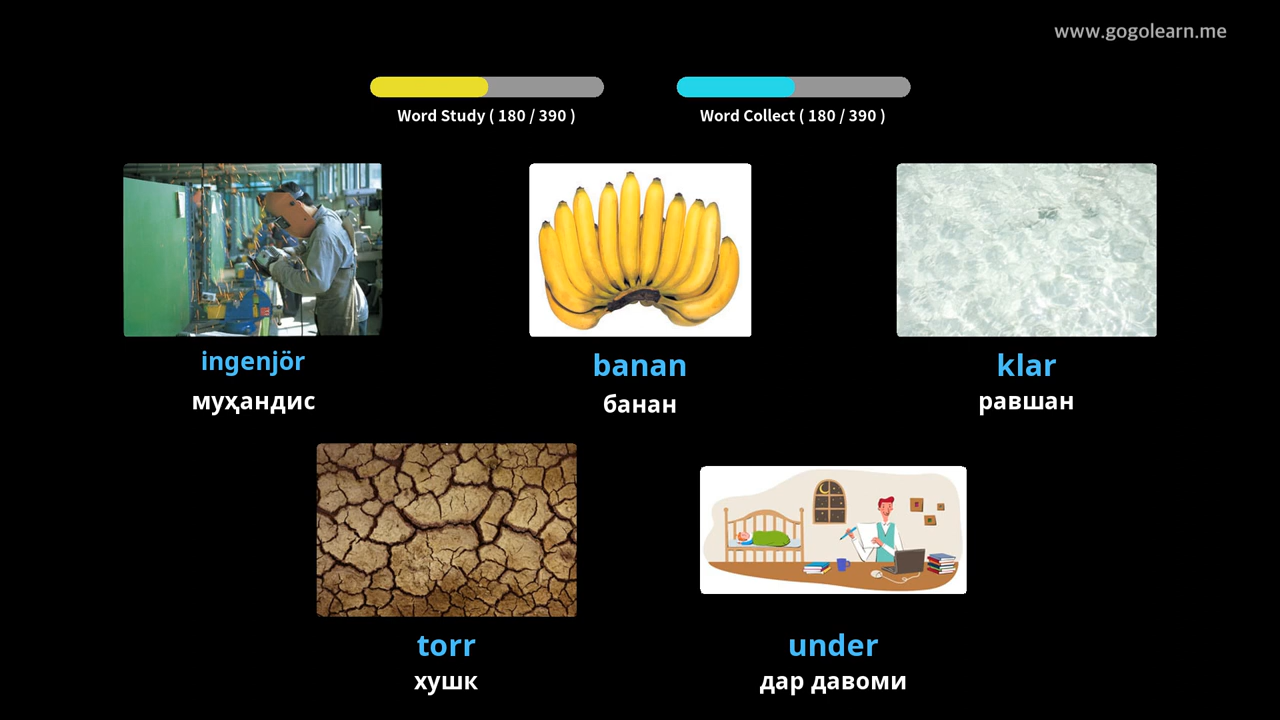 www.gogolearn.me
Word Study ( 180 / 390 )
Word Collect ( 180 / 390 )
ingenjör
муҳандис
banan
банан
klar
равшан
torr
хушк
under
дар давоми